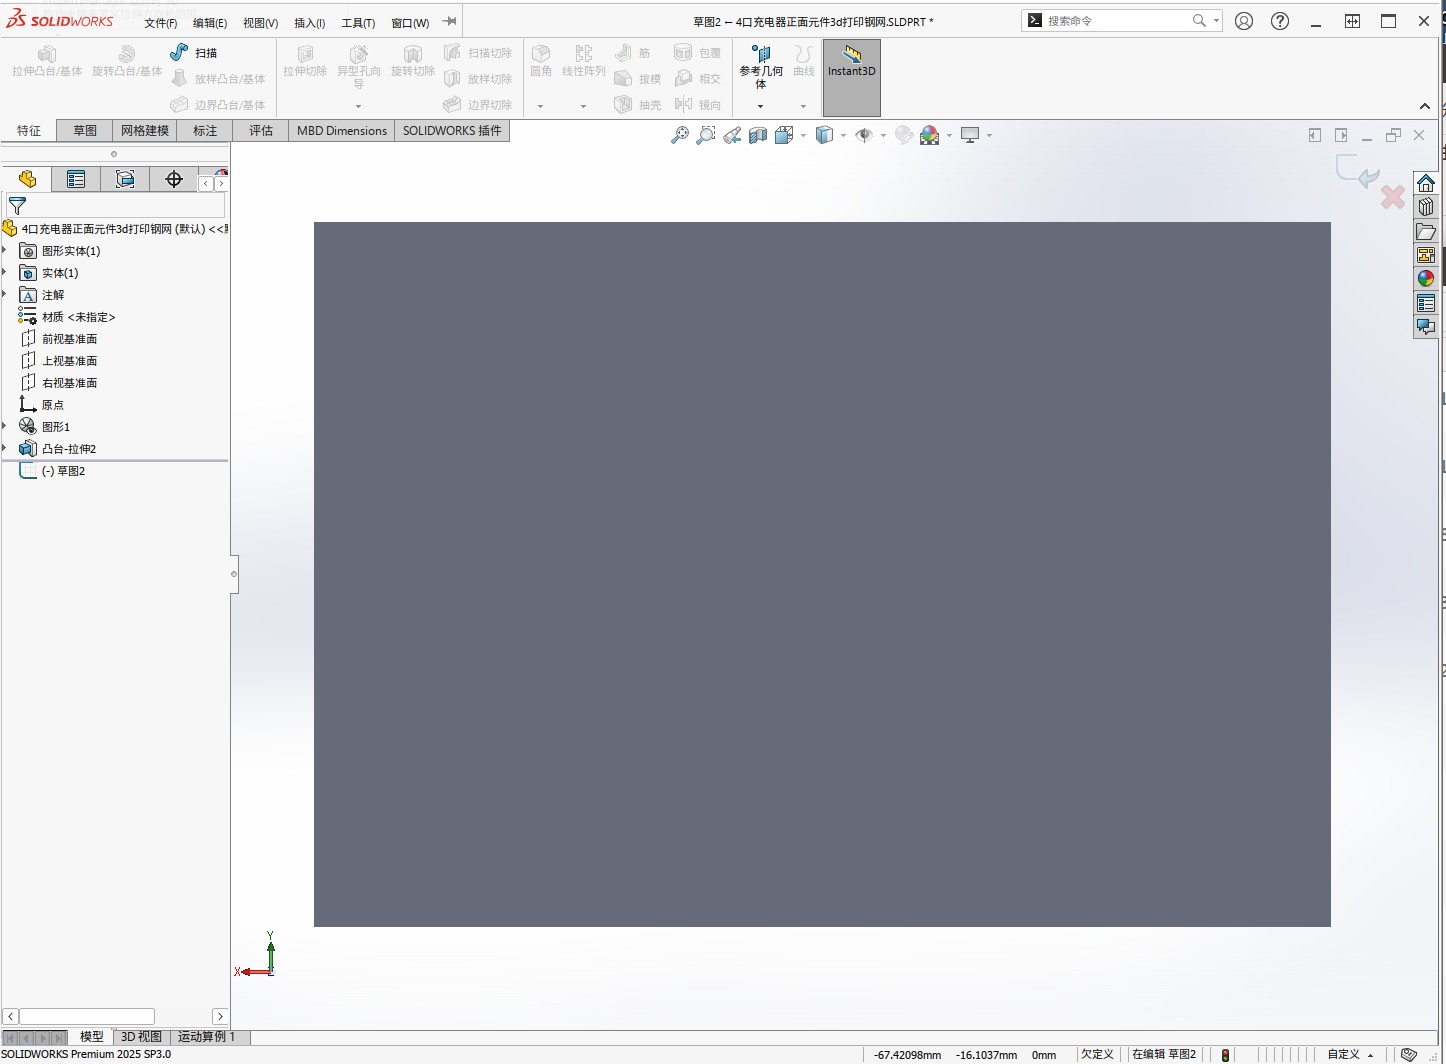 SOLIDWORKS 文件(F) 编辑(E) 视图(V) 插入(I) 工具(T) 窗口(W) 草图2 ← 4口充电器正面元件3d打印钢网.SLDPRT * 搜索命令
拉伸凸台/基体 旋转凸台/基体 扫描 放样凸台/基体 边界凸台/基体
拉伸切除 异型孔向导 旋转切除 扫描切除 放样切除 边界切除
圆角 线性阵列 筋 拔模 抽壳 包覆 相交 镜向
参考几何体 曲线 Instant3D
特征 草图 网格建模 标注 评估 MBD Dimensions SOLIDWORKS 插件
4口充电器正面元件3d打印钢网 (默认) <<
图形实体(1)
实体(1)
注解
材质 <未指定>
前视基准面
上视基准面
右视基准面
原点
图形1
凸台-拉伸2
(-) 草图2
Y
X
模型 3D 视图 运动算例 1
SOLIDWORKS Premium 2025 SP3.0 -67.42098mm -16.1037mm 0mm 欠定义 在编辑 草图2 自定义